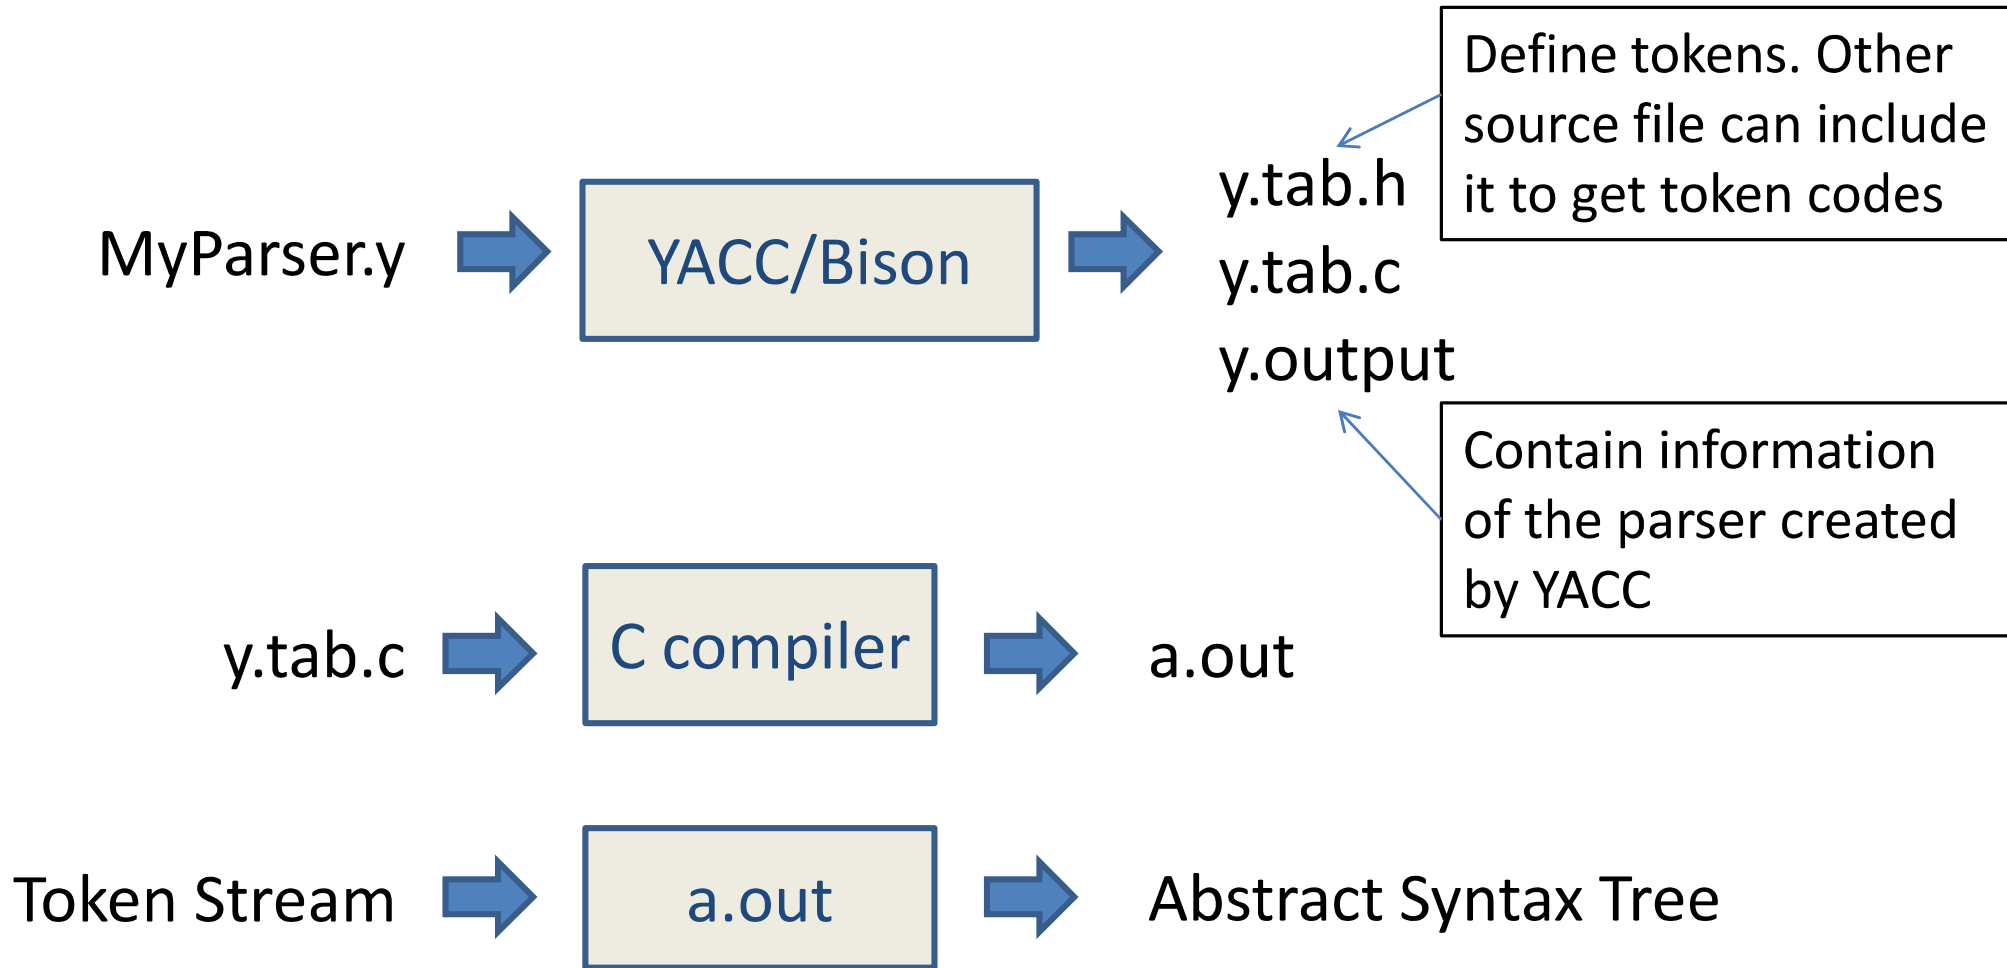 Define tokens. Other
source file can include
it to get token codes
MyParser.y
YACC/Bison
y.tab.h
y.tab.c
y.output
Contain information
of the parser created
by YACC
y.tab.c
C compiler
a.out
Token Stream
a.out
Abstract Syntax Tree